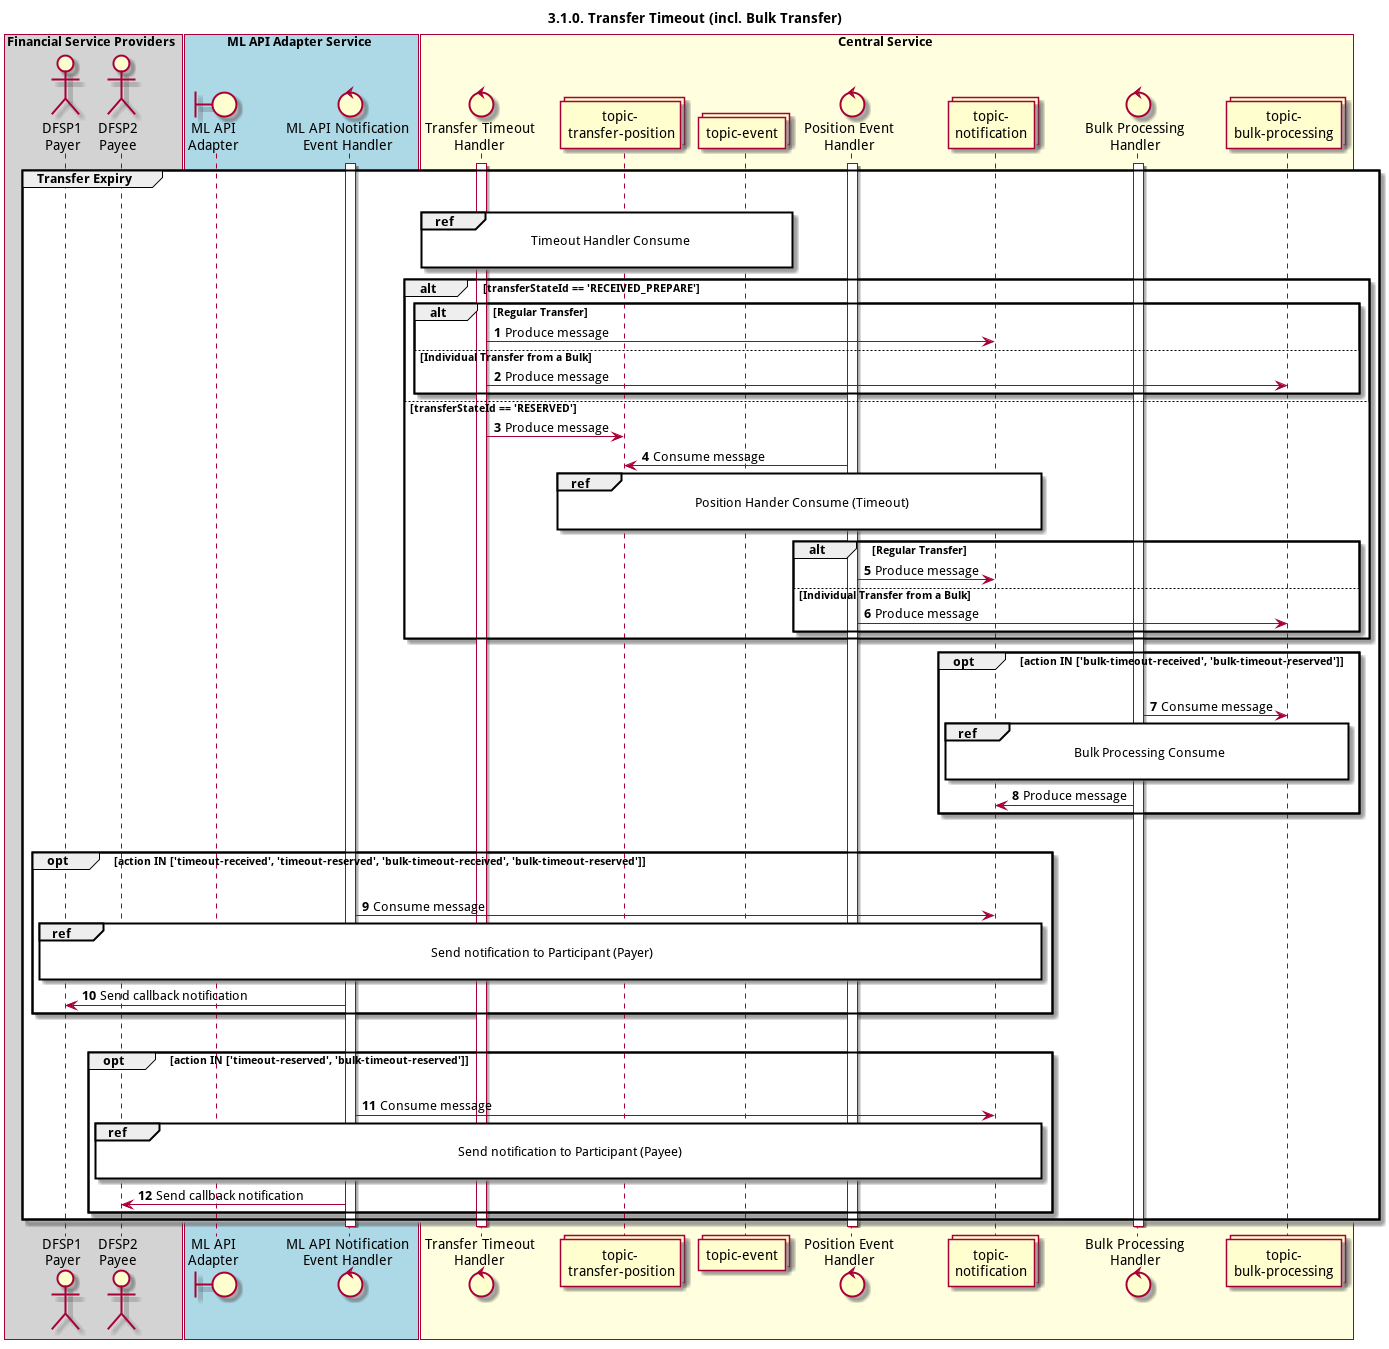 3.1.0. Transfer Timeout (incl. Bulk Transfer)
Financial Service Providers
ML API Adapter Service
Central Service
DFSP1
Payer
DFSP2
Payee
ML API
Adapter
ML API Notification
Event Handler
Transfer Timeout
Handler
topic-
transfer-position
topic-event
Position Event
Handler
topic-
notification
Bulk Processing
Handler
topic-
bulk-processing
Transfer Expiry
ref
Timeout Handler Consume
alt [transferStateId == 'RECEIVED_PREPARE']
alt [Regular Transfer]
1 Produce message
[Individual Transfer from a Bulk]
2 Produce message
[transferStateId == 'RESERVED']
3 Produce message
4 Consume message
ref
Position Hander Consume (Timeout)
alt [Regular Transfer]
5 Produce message
[Individual Transfer from a Bulk]
6 Produce message
opt [action IN ['bulk-timeout-received', 'bulk-timeout-reserved']]
7 Consume message
ref
Bulk Processing Consume
8 Produce message
opt [action IN ['timeout-received', 'timeout-reserved', 'bulk-timeout-received', 'bulk-timeout-reserved']]
9 Consume message
ref
Send notification to Participant (Payer)
10 Send callback notification
opt [action IN ['timeout-reserved', 'bulk-timeout-reserved']]
11 Consume message
ref
Send notification to Participant (Payee)
12 Send callback notification
DFSP1
Payer
DFSP2
Payee
ML API
Adapter
ML API Notification
Event Handler
Transfer Timeout
Handler
topic-
transfer-position
topic-event
Position Event
Handler
topic-
notification
Bulk Processing
Handler
topic-
bulk-processing